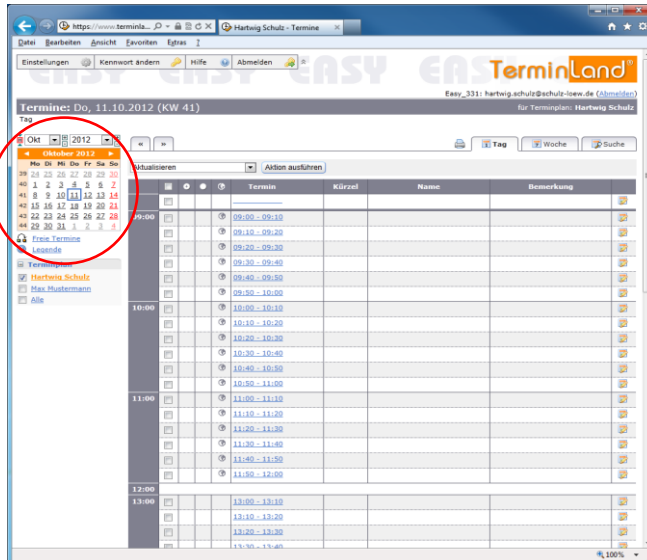 https://www.terminla...
Hartwig Schulz - Termine
Datei Bearbeiten Ansicht Favoriten Extras ?
Einstellungen Kennwort ändern Hilfe Abmelden
EASY EASY EASY EASY
TerminLand®
Easy_331: hartwig.schulz@schulz-loew.de (Abmelden)
Termine: Do, 11.10.2012 (KW 41)
für Terminplan: Hartwig Schulz
Tag
Okt 2012
« »
Tag Woche Suche
Oktober 2012
Mo Di Mi Do Fr Sa So
39 24 25 26 27 28 29 30
40 1 2 3 4 5 6 7
41 8 9 10 11 12 13 14
42 15 16 17 18 19 20 21
43 22 23 24 25 26 27 28
44 29 30 31 1 2 3 4
Freie Termine
Legende
Terminplan
Hartwig Schulz
Max Mustermann
Alle
Aktualisieren Aktion ausführen
Termin Kürzel Name Bemerkung
09:00 09:00 - 09:10
09:10 - 09:20
09:20 - 09:30
09:30 - 09:40
09:40 - 09:50
09:50 - 10:00
10:00 10:00 - 10:10
10:10 - 10:20
10:20 - 10:30
10:30 - 10:40
10:40 - 10:50
10:50 - 11:00
11:00 11:00 - 11:10
11:10 - 11:20
11:20 - 11:30
11:30 - 11:40
11:40 - 11:50
11:50 - 12:00
12:00
13:00 13:00 - 13:10
13:10 - 13:20
13:20 - 13:30
13:30 - 13:40
100%